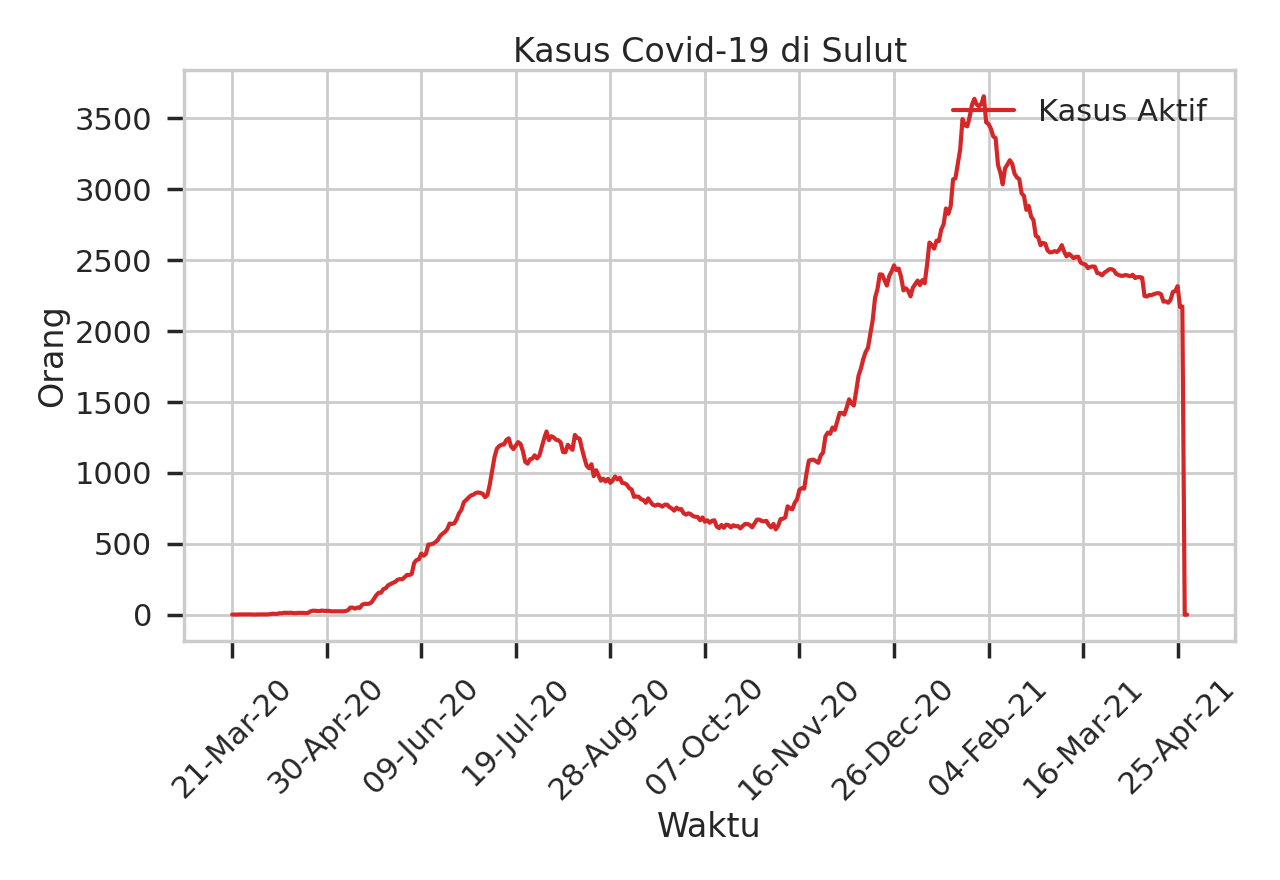 Kasus Covid-19 di Sulut
Kasus Aktif
3500
3000
2500
2000
1500
1000
500
0
Orang
21-Mar-20
30-Apr-20
09-Jun-20
19-Jul-20
28-Aug-20
07-Oct-20
16-Nov-20
26-Dec-20
04-Feb-21
16-Mar-21
25-Apr-21
Waktu